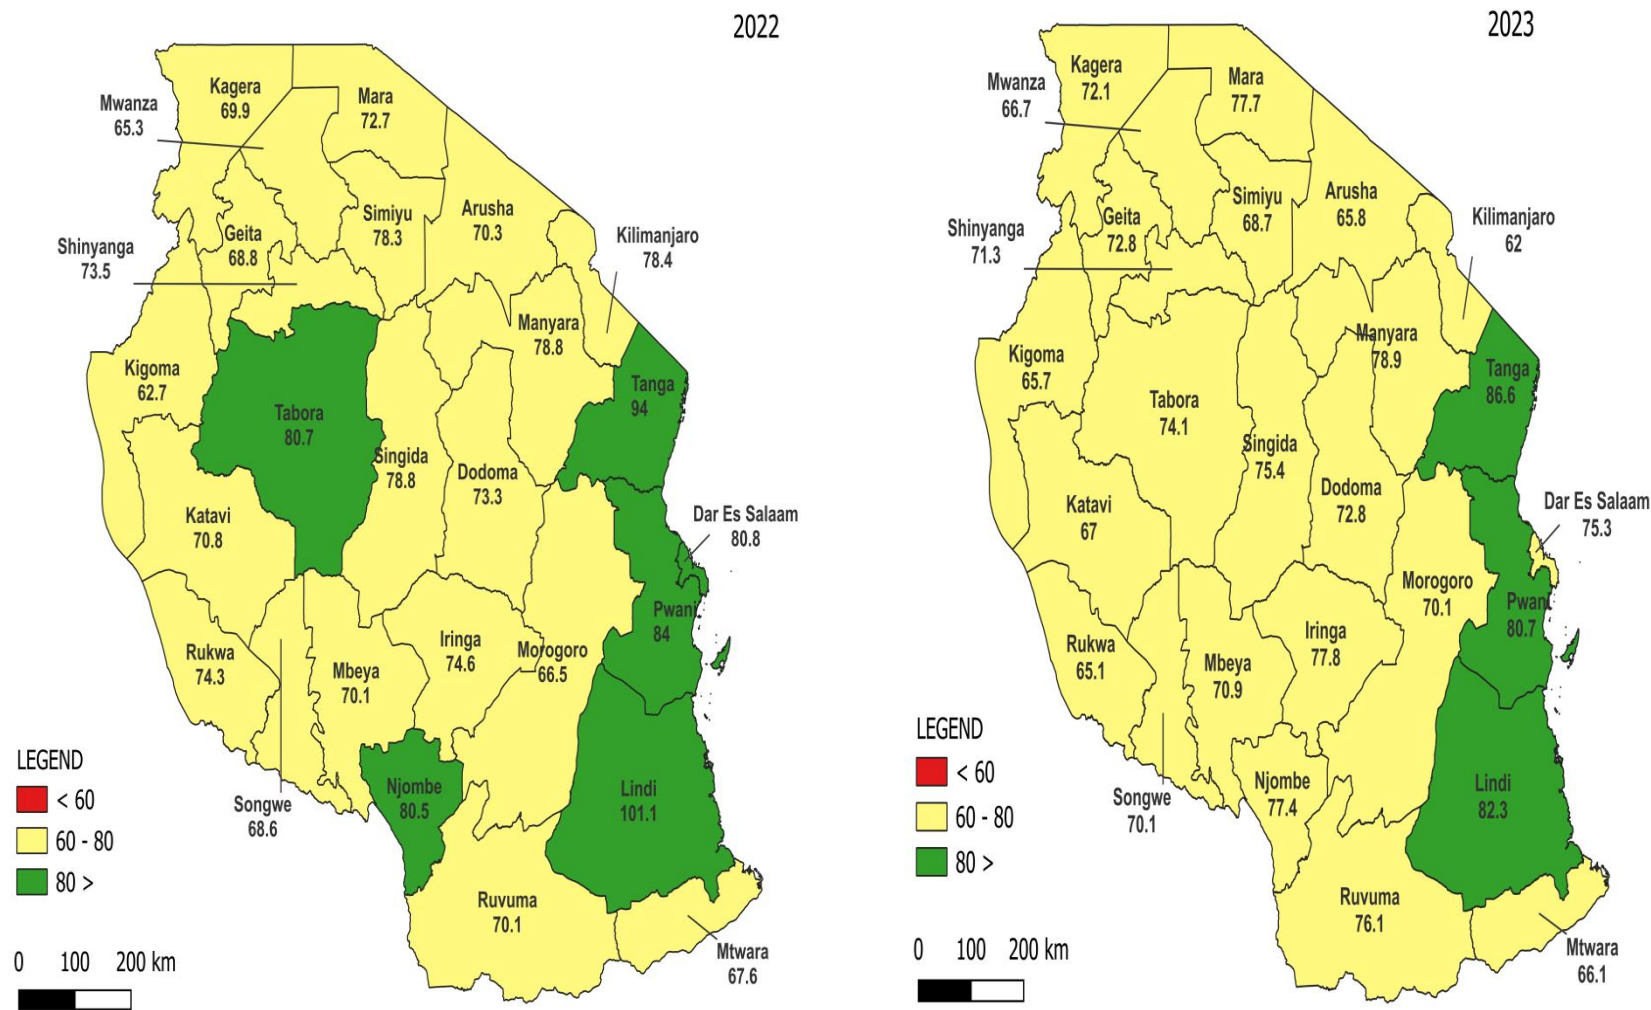 2022
Kagera
69.9
Mwanza
65.3
Mara
72.7
Simiyu
78.3
Arusha
70.3
Geita
68.8
Shinyanga
73.5
Kilimanjaro
78.4
Manyara
78.8
Kigoma
62.7
Tabora
80.7
Tanga
94
Singida
78.8
Dodoma
73.3
Katavi
70.8
Dar Es Salaam
80.8
Pwani
84
Rukwa
74.3
Mbeya
70.1
Iringa
74.6
Morogoro
66.5
Songwe
68.6
Njombe
80.5
Lindi
101.1
Ruvuma
70.1
Mtwara
67.6
LEGEND
< 60
60 - 80
80 >
0 100 200 km
2023
Kagera
72.1
Mwanza
66.7
Mara
77.7
Simiyu
68.7
Arusha
65.8
Geita
72.8
Shinyanga
71.3
Kilimanjaro
62
Manyara
78.9
Kigoma
65.7
Tabora
74.1
Tanga
86.6
Singida
75.4
Dodoma
72.8
Katavi
67
Dar Es Salaam
75.3
Morogoro
70.1
Pwani
80.7
Rukwa
65.1
Mbeya
70.9
Iringa
77.8
Songwe
70.1
Njombe
77.4
Lindi
82.3
Ruvuma
76.1
Mtwara
66.1
LEGEND
< 60
60 - 80
80 >
0 100 200 km